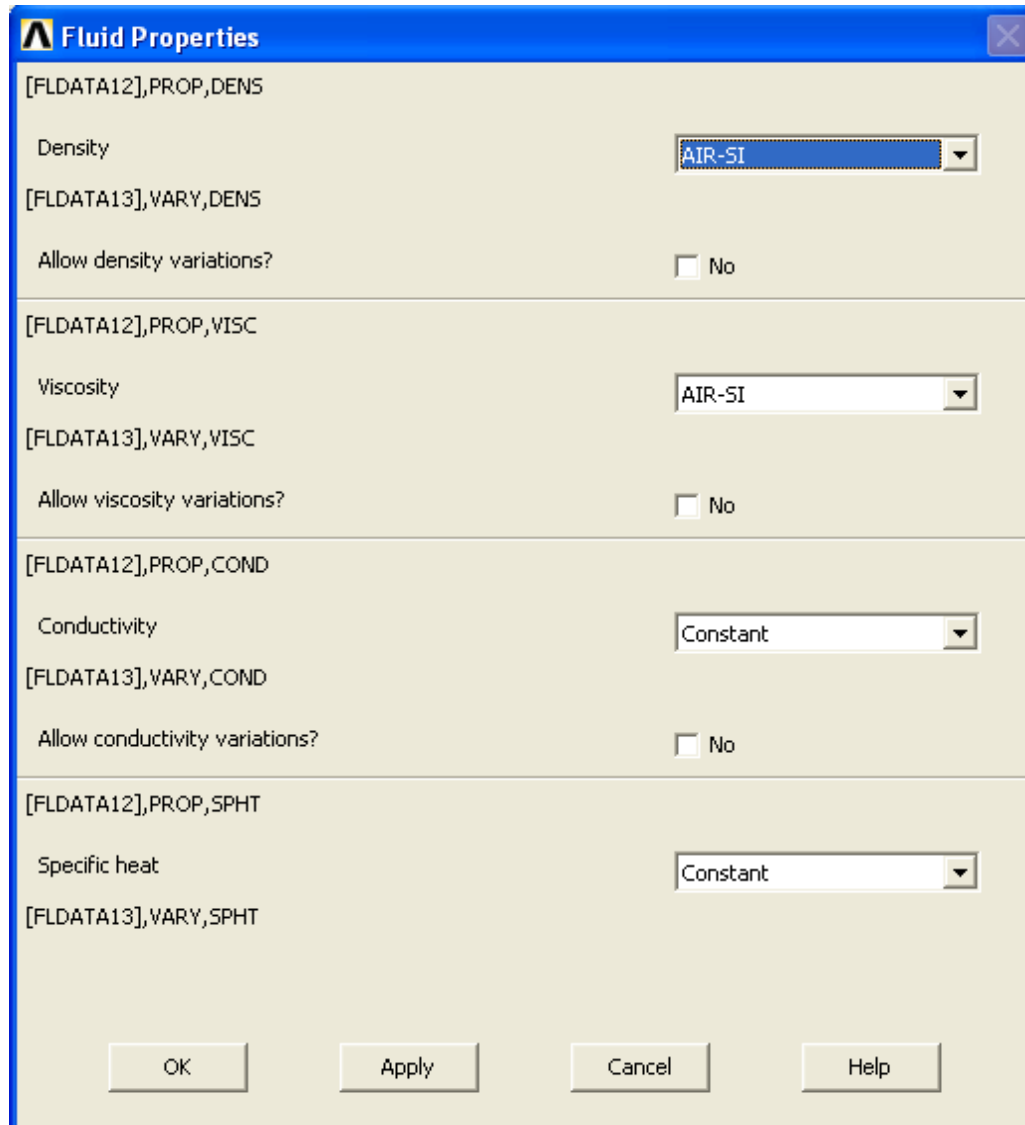 Fluid Properties
[FLDATA12],PROP,DENS
Density AIR-SI
[FLDATA13],VARY,DENS
Allow density variations? No
[FLDATA12],PROP,VISC
Viscosity AIR-SI
[FLDATA13],VARY,VISC
Allow viscosity variations? No
[FLDATA12],PROP,COND
Conductivity Constant
[FLDATA13],VARY,COND
Allow conductivity variations? No
[FLDATA12],PROP,SPHT
Specific heat Constant
[FLDATA13],VARY,SPHT
OK Apply Cancel Help